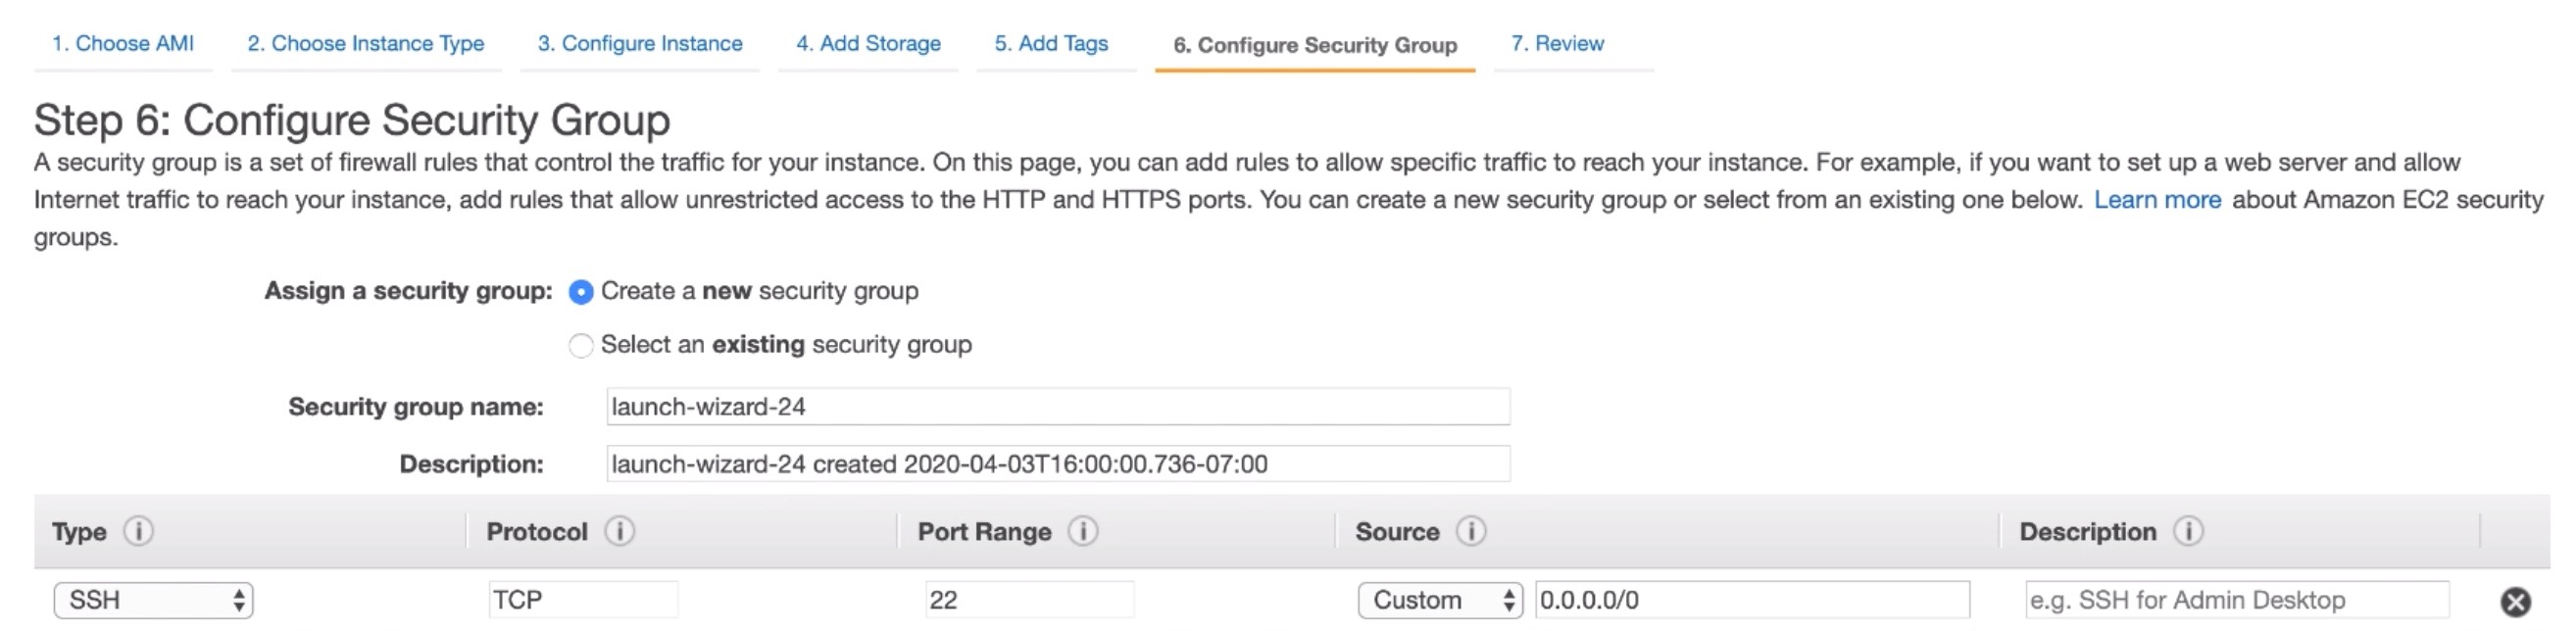 1. Choose AMI 2. Choose Instance Type 3. Configure Instance 4. Add Storage 5. Add Tags 6. Configure Security Group 7. Review
Step 6: Configure Security Group
A security group is a set of firewall rules that control the traffic for your instance. On this page, you can add rules to allow specific traffic to reach your instance. For example, if you want to set up a web server and allow
Internet traffic to reach your instance, add rules that allow unrestricted access to the HTTP and HTTPS ports. You can create a new security group or select from an existing one below. Learn more about Amazon EC2 security
groups.
Assign a security group: Create a new security group
Select an existing security group
Security group name: launch-wizard-24
Description: launch-wizard-24 created 2020-04-03T16:00:00.736-07:00
Type i Protocol i Port Range i Source i Description i
SSH TCP 22 Custom 0.0.0.0/0 e.g. SSH for Admin Desktop